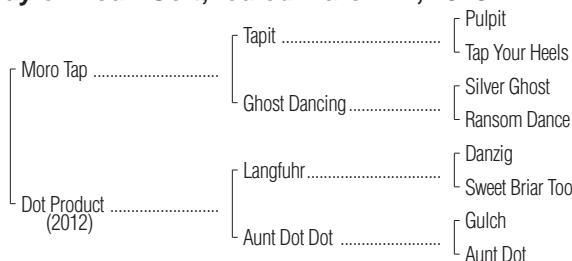 Pulpit
Tapit ..........................................
Tap Your Heels
Moro Tap ..................................
Silver Ghost
Ghost Dancing........................
Ransom Dance
Danzig
Langfuhr...................................
Sweet Briar Too
Dot Product .............................
(2012)
Gulch
Aunt Dot Dot ..........................
Aunt Dot